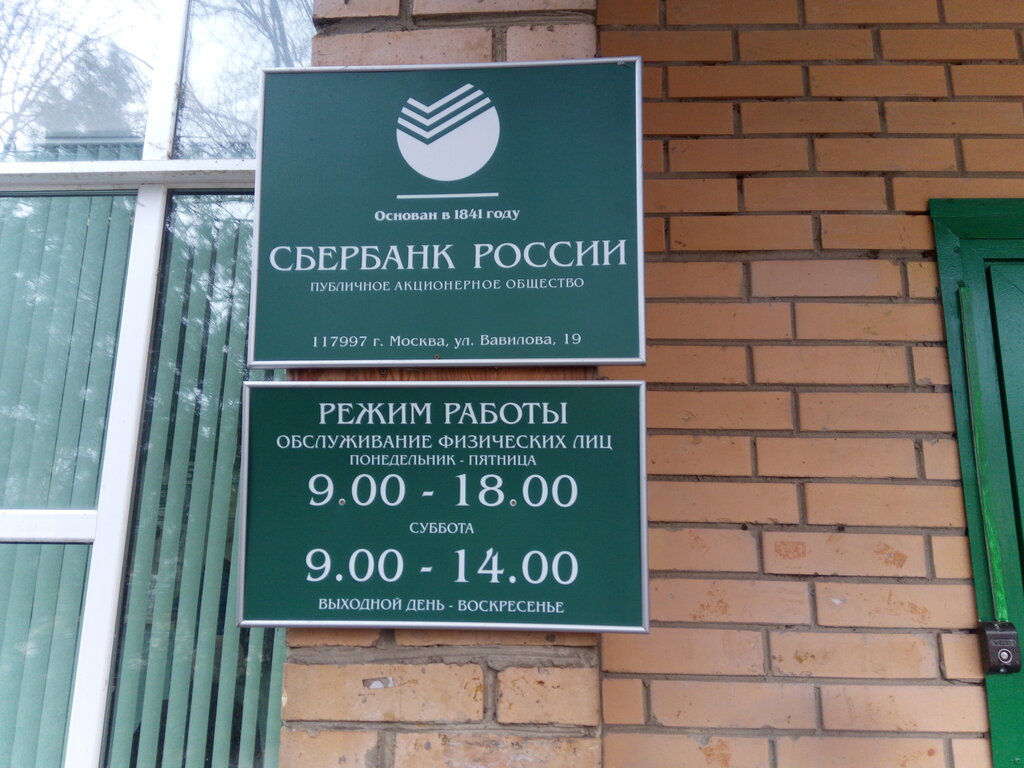 Основан в 1841 году
СБЕРБАНК РОССИИ
ПУБЛИЧНОЕ АКЦИОНЕРНОЕ ОБЩЕСТВО
117997 г. Москва, ул. Вавилова, 19
РЕЖИМ РАБОТЫ
ОБСЛУЖИВАНИЕ ФИЗИЧЕСКИХ ЛИЦ
ПОНЕДЕЛЬНИК - ПЯТНИЦА
9.00 - 18.00
СУББОТА
9.00 - 14.00
ВЫХОДНОЙ ДЕНЬ - ВОСКРЕСЕНЬЕ